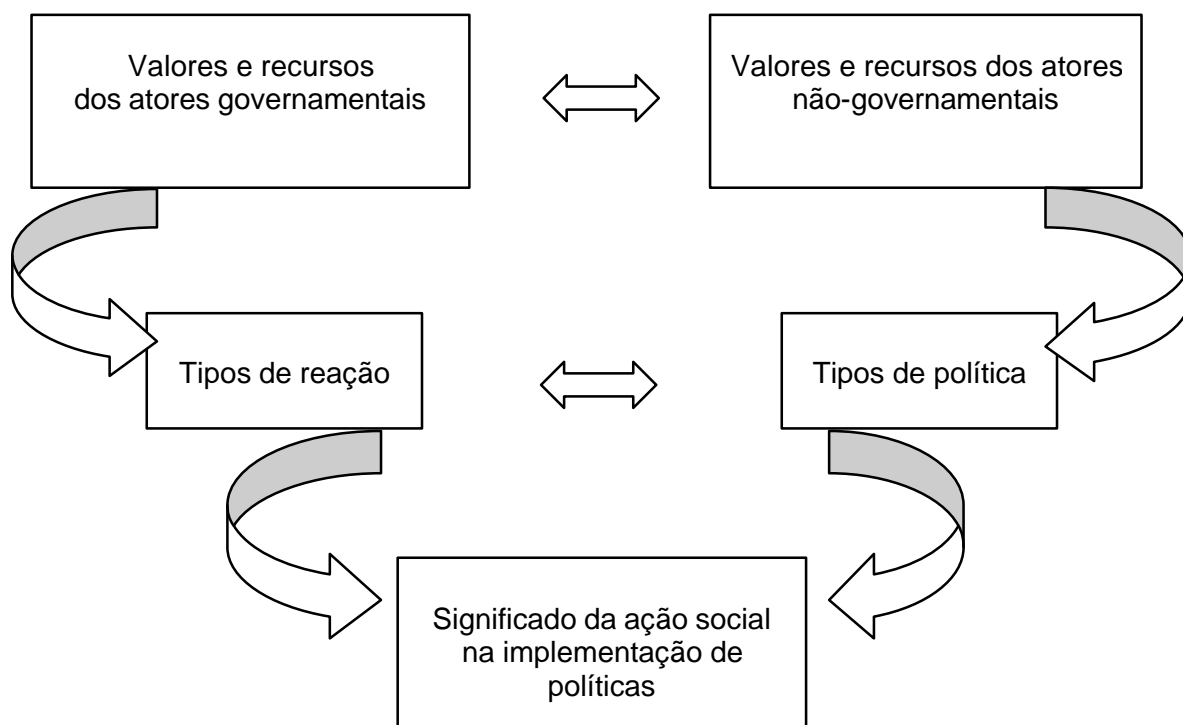 Valores e recursos
dos atores governamentais
Valores e recursos dos atores
não-governamentais
Tipos de reação
Tipos de política
Significado da ação social
na implementação de
políticas